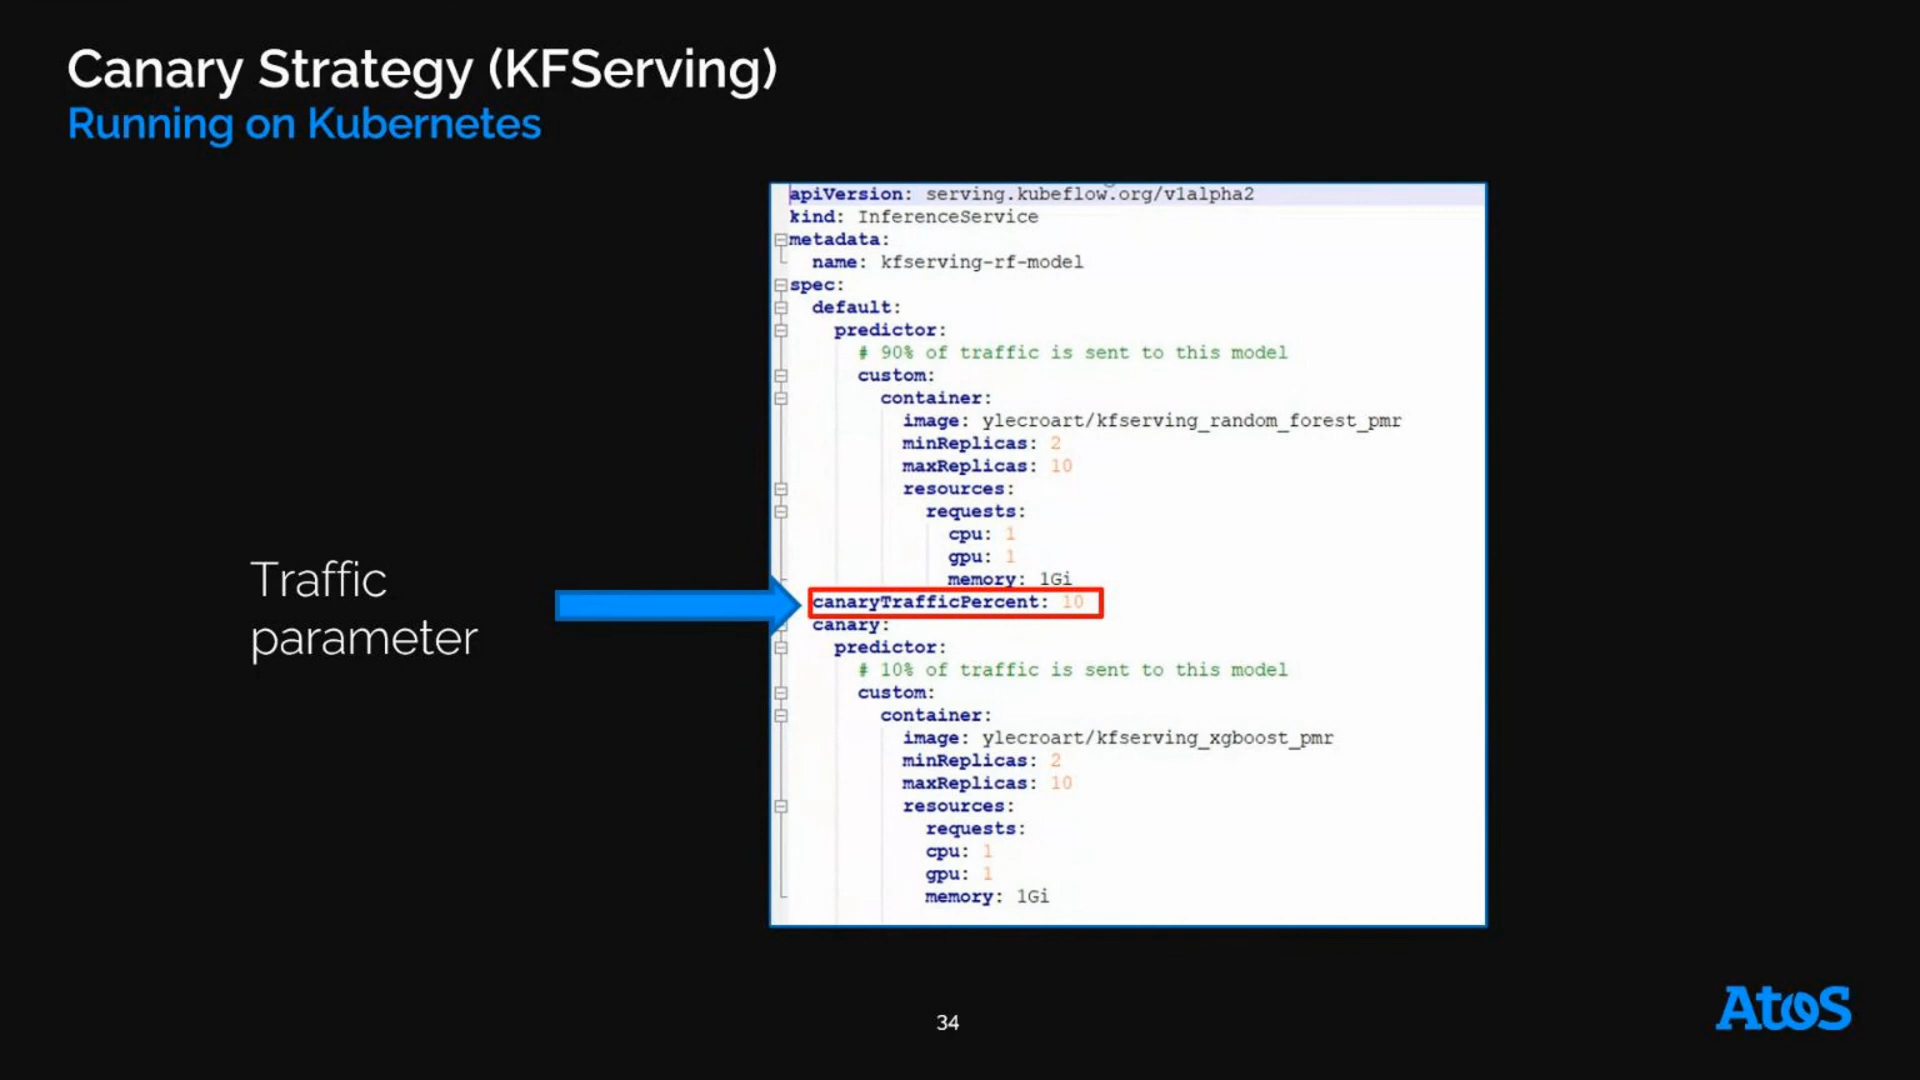 Canary Strategy (KFServing)
Running on Kubernetes
apiVersion: serving.kubeflow.org/v1alpha2
kind: InferenceService
metadata:
  name: kfserving-rf-model
spec:
  default:
    predictor:
      # 90% of traffic is sent to this model
      custom:
        container:
          image: ylecroart/kfserving_random_forest_pmr
          minReplicas: 2
          maxReplicas: 10
          resources:
            requests:
              cpu: 1
              gpu: 1
              memory: 1Gi
  canaryTrafficPercent: 10
  canary:
    predictor:
      # 10% of traffic is sent to this model
      custom:
        container:
          image: ylecroart/kfserving_xgboost_pmr
          minReplicas: 2
          maxReplicas: 10
          resources:
            requests:
            cpu: 1
            gpu: 1
            memory: 1Gi
Traffic
parameter
34
Atos